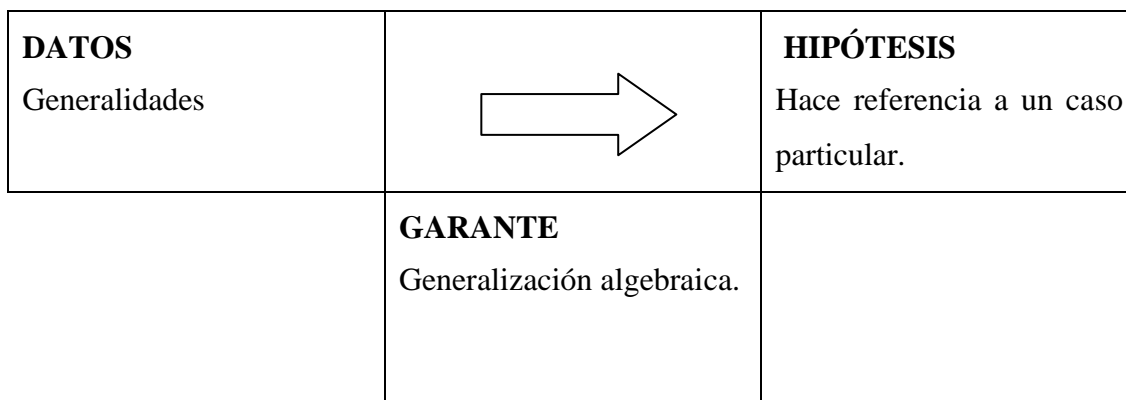 DATOS
Generalidades
HIPÓTESIS
Hace referencia a un caso
particular.
GARANTE
Generalización algebraica.